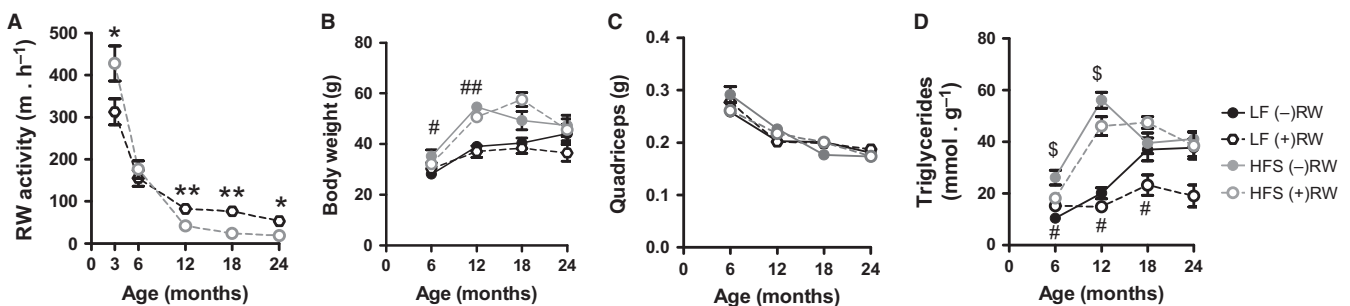 A
RW activity (m . h⁻¹)
500
400
300
200
100
0
*
**
**
*
0 3 6 12 18 24
Age (months)
B
Body weight (g)
80
60
40
20
0
#
##
0 6 12 18 24
Age (months)
C
Quadriceps (g)
0.4
0.3
0.2
0.1
0.0
0 6 12 18 24
Age (months)
D
Triglycerides
(mmol . g⁻¹)
80
60
40
20
0
$
$
#
#
#
0 6 12 18 24
Age (months)
LF (–)RW
LF (+)RW
HFS (–)RW
HFS (+)RW